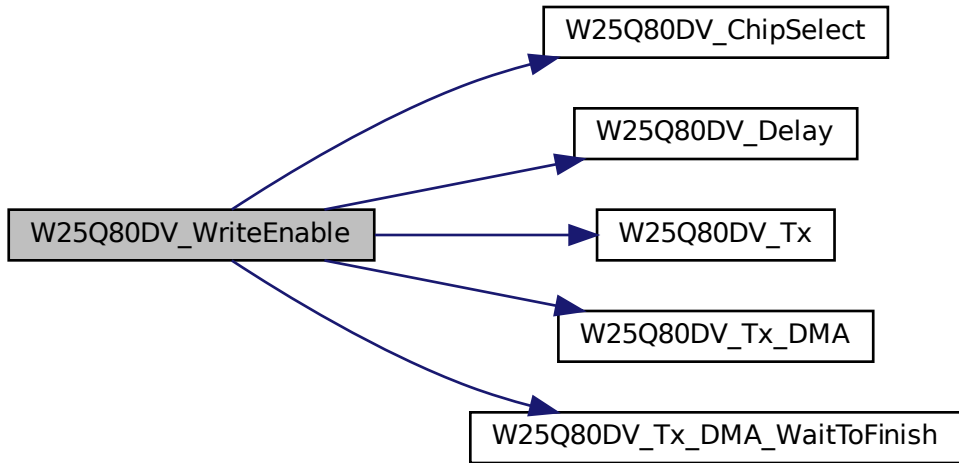 W25Q80DV_ChipSelect
W25Q80DV_Delay
W25Q80DV_WriteEnable
W25Q80DV_Tx
W25Q80DV_Tx_DMA
W25Q80DV_Tx_DMA_WaitToFinish